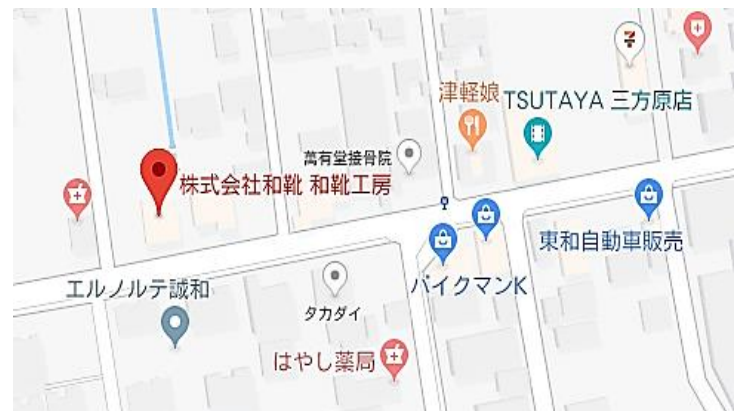 津軽娘
TSUTAYA 三方原店
萬有堂接骨院
株式会社和靴 和靴工房
東和自動車販売
エルノルテ誠和
バイクマンK
タカダイ
はやし薬局